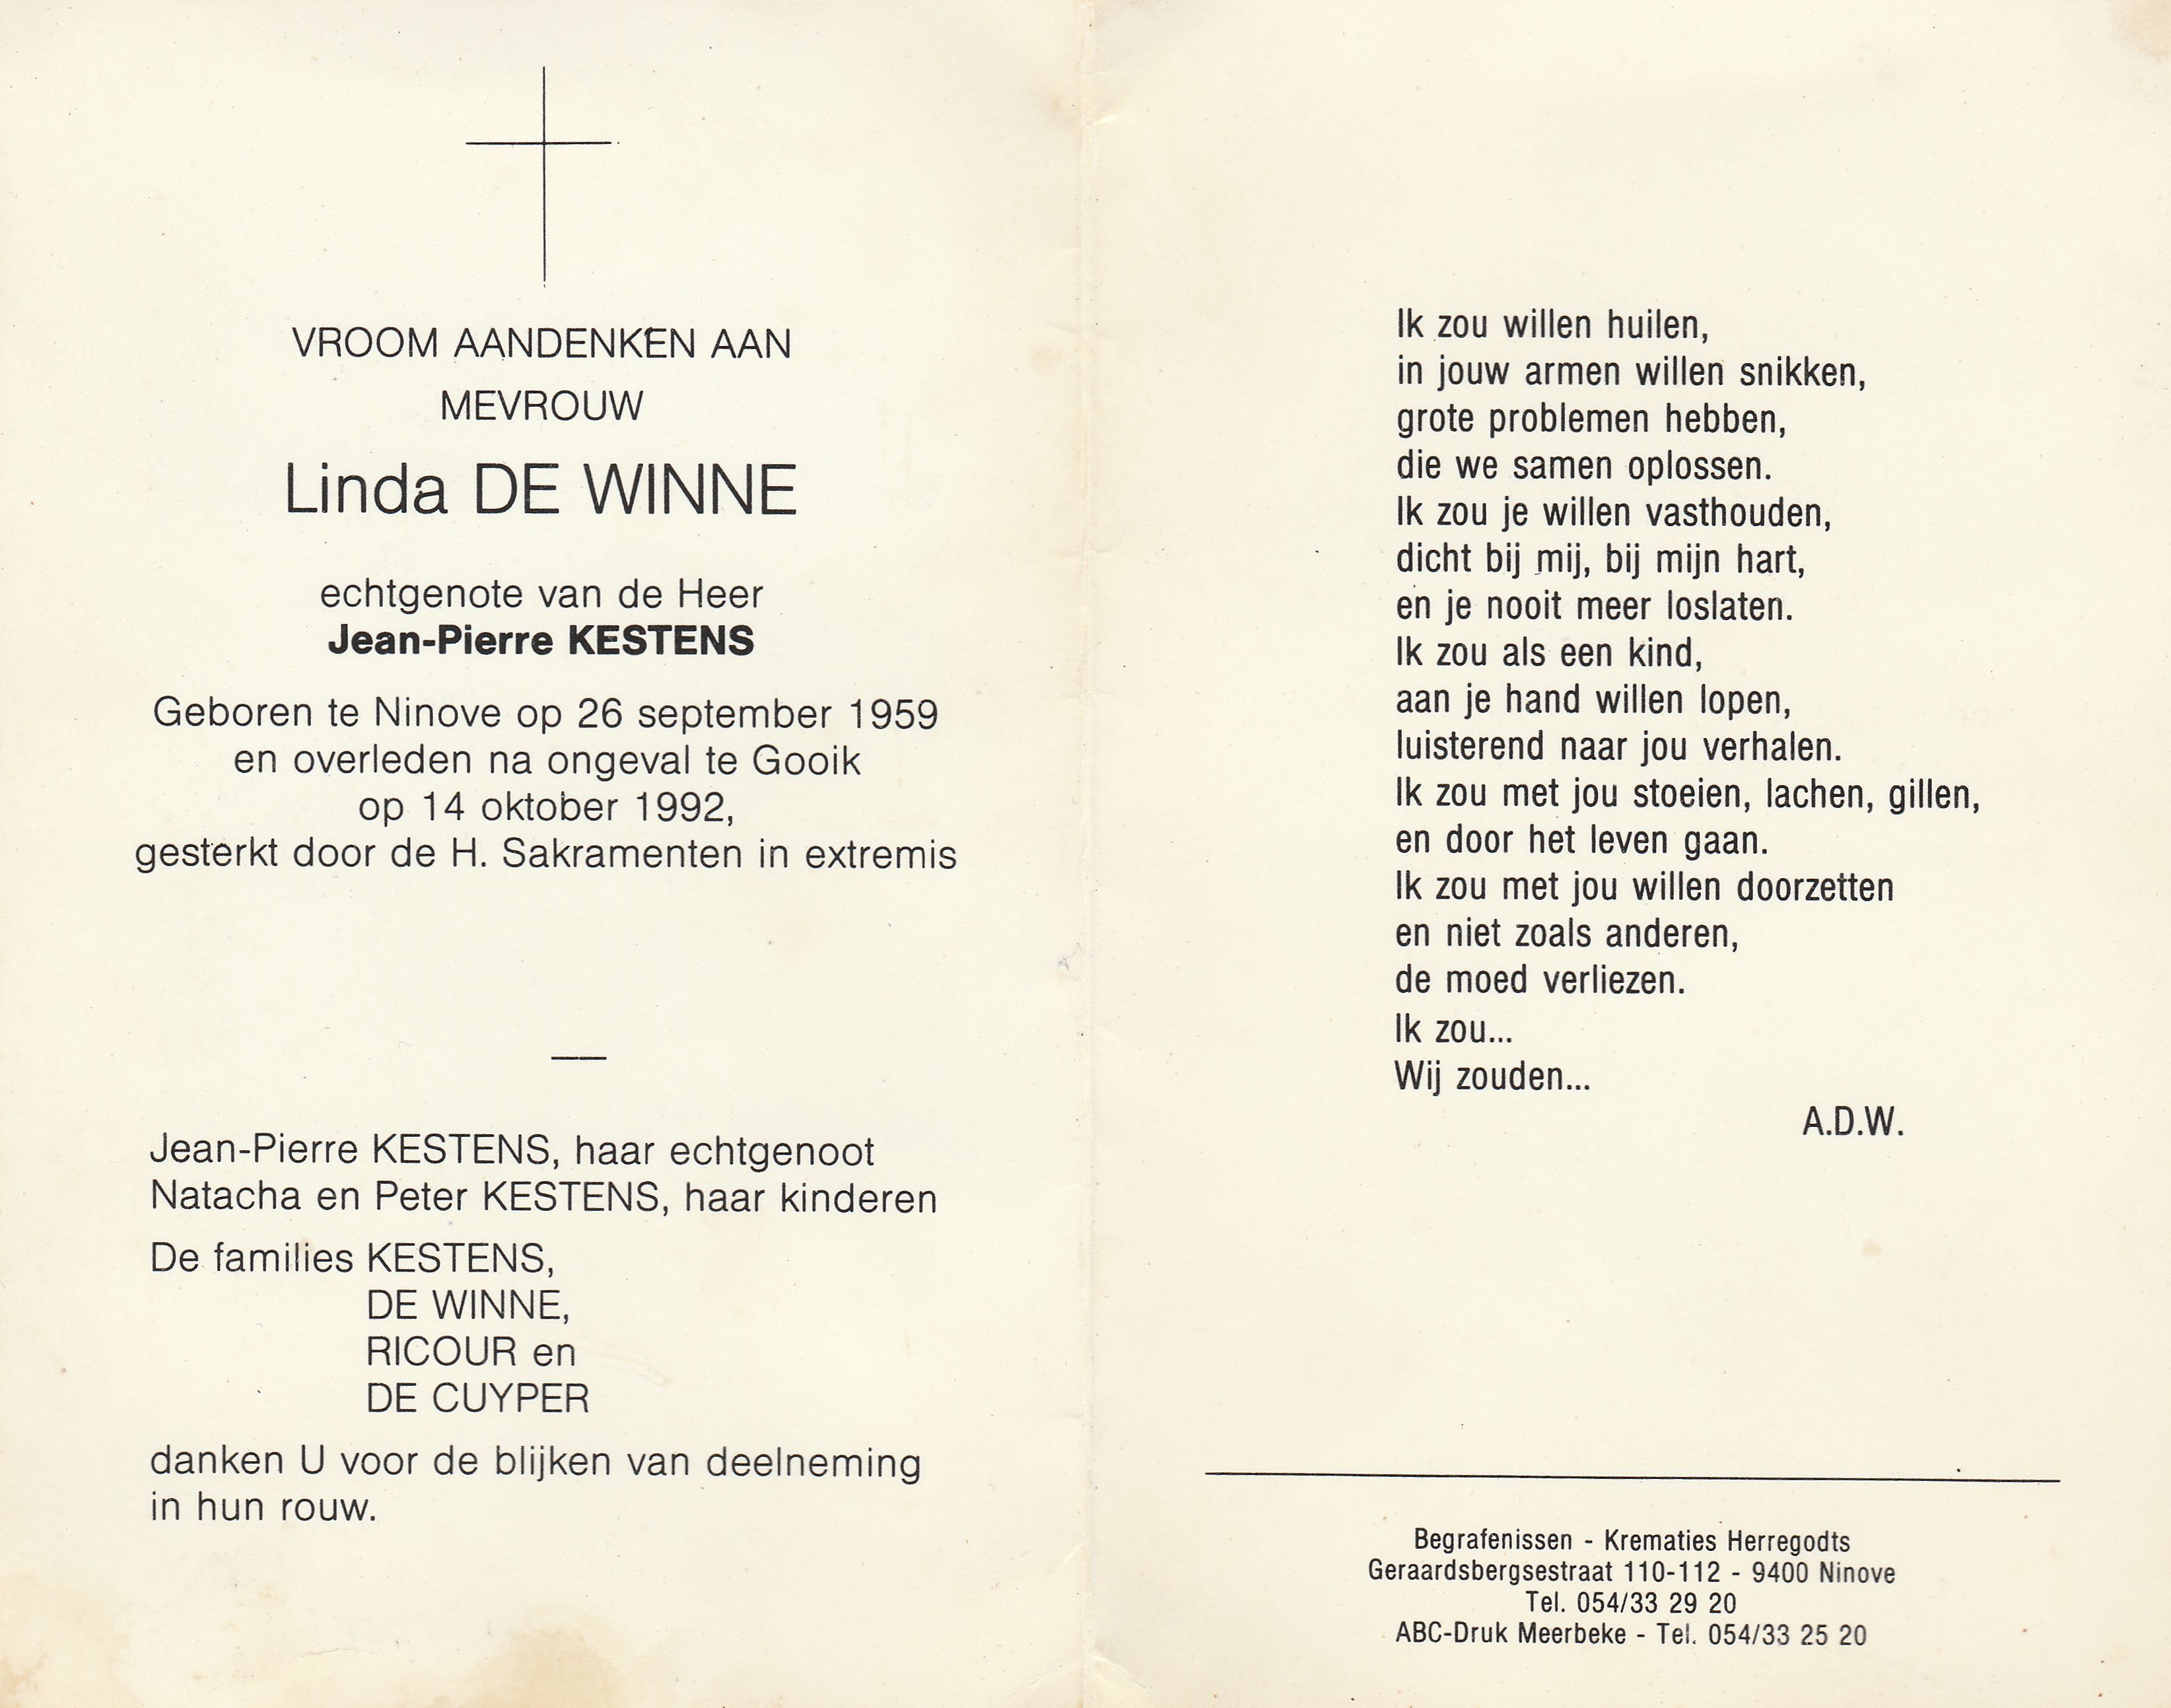 VROOM AANDENKEN AAN
MEVROUW
Linda DE WINNE
echtgenote van de Heer
Jean-Pierre KESTENS
Geboren te Ninove op 26 september 1959
en overleden na ongeval te Gooik
op 14 oktober 1992,
gesterkt door de H. Sakramenten in extremis
Jean-Pierre KESTENS, haar echtgenoot
Natacha en Peter KESTENS, haar kinderen
De families KESTENS,
DE WINNE,
RICOUR en
DE CUYPER
danken U voor de blijken van deelneming
in hun rouw.
Ik zou willen huilen,
in jouw armen willen snikken,
grote problemen hebben,
die we samen oplossen.
Ik zou je willen vasthouden,
dicht bij mij, bij mijn hart,
en je nooit meer loslaten.
Ik zou als een kind,
aan je hand willen lopen,
luisterend naar jou verhalen.
Ik zou met jou stoeien, lachen, gillen,
en door het leven gaan.
Ik zou met jou willen doorzetten
en niet zoals anderen,
de moed verliezen.
Ik zou...
Wij zouden...
A.D.W.
Begrafenissen - Krematies Herregodts
Geraardsbergsestraat 110-112 - 9400 Ninove
Tel. 054/33 29 20
ABC-Druk Meerbeke - Tel. 054/33 25 20